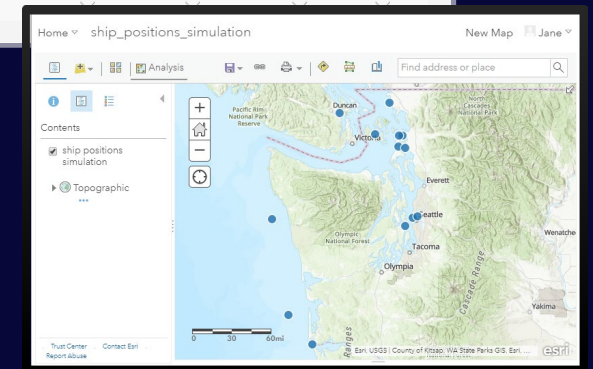 Home ship_positions_simulation New Map Jane
Analysis Find address or place
Contents
ship positions
simulation
Topographic
Trust Center Contact Esri
Report Abuse
Pacific Rim
National Park
Reserve
Duncan
North
Cascades
National Park
Victoria
Everett
Seattle
Olympic
National Forest
Wenatche
Tacoma
Olympia
Cascade Range
Yakima
Ranges
0 30 60mi
Esri, USGS | County of Kitsap, WA State Parks GIS, Esri, ...
esri